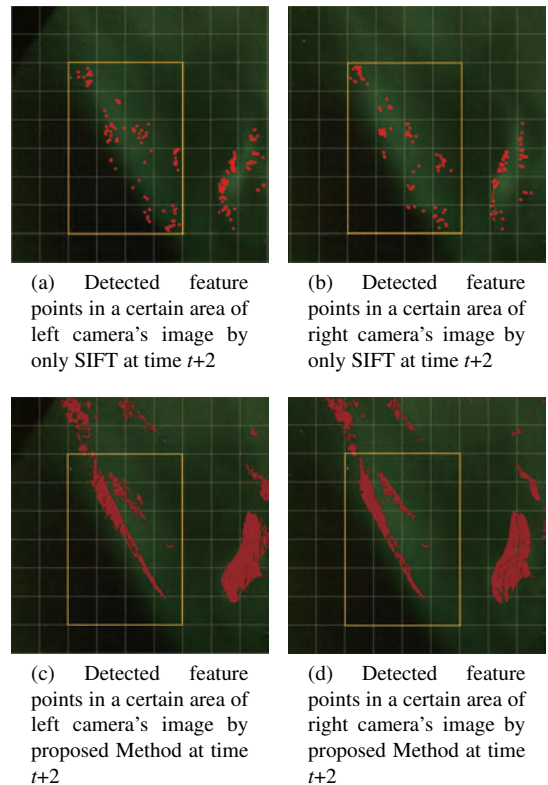 (a) Detected feature
points in a certain area of
left camera's image by
only SIFT at time t+2
(b) Detected feature
points in a certain area of
right camera's image by
only SIFT at time t+2
(c) Detected feature
points in a certain area of
left camera's image by
proposed Method at time
t+2
(d) Detected feature
points in a certain area of
right camera's image by
proposed Method at time
t+2